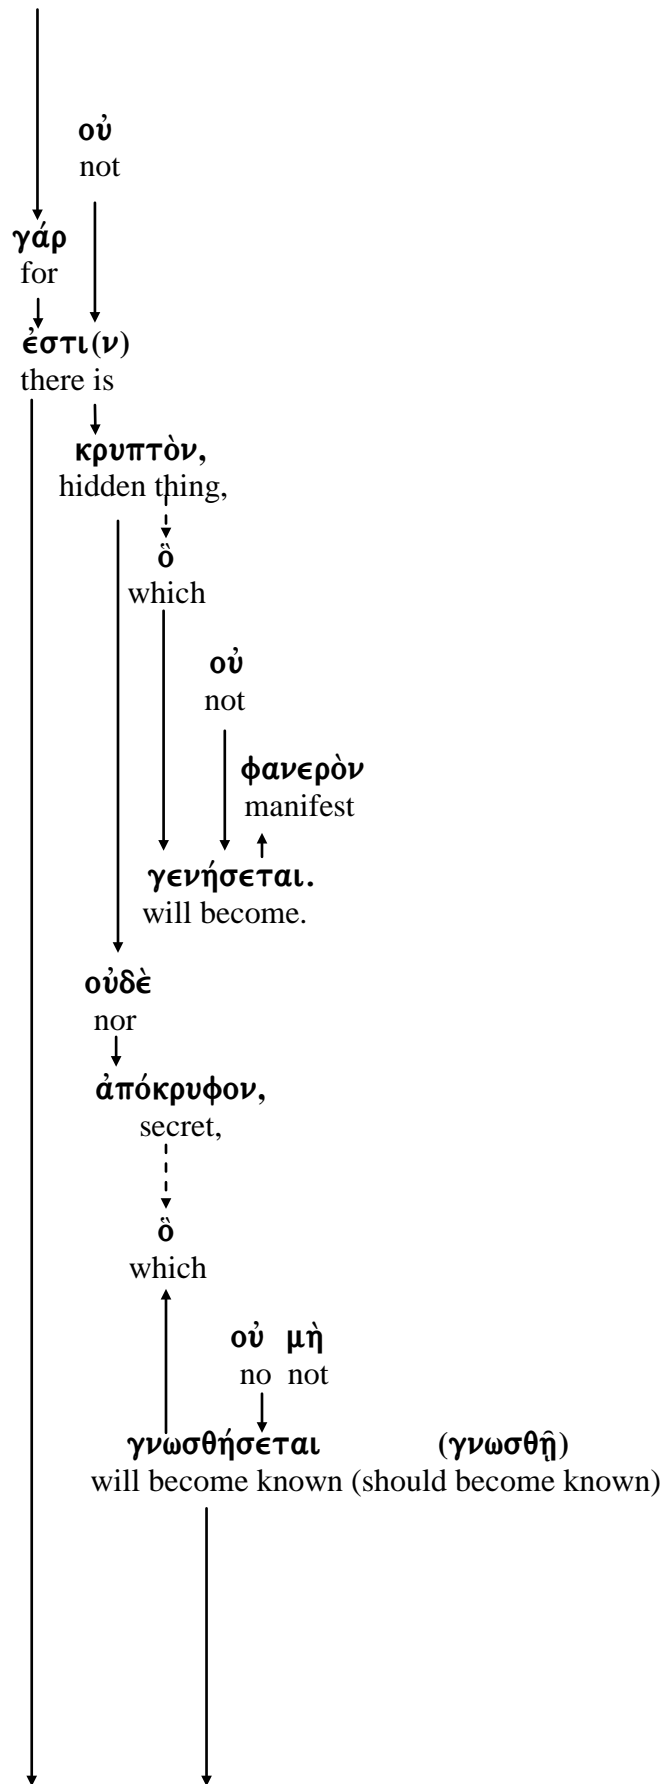 οὐ
not
γάρ
for
ἐστι(ν)
there is
κρυπτὸν,
hidden thing,
ὃ
which
οὐ
not
φανερὸν
manifest
γενήσεται.
will become.
οὐδὲ
nor
ἀπόκρυφον,
secret,
ὃ
which
οὐ μὴ
no not
γνωσθήσεται (γνωσθῇ)
will become known (should become known)